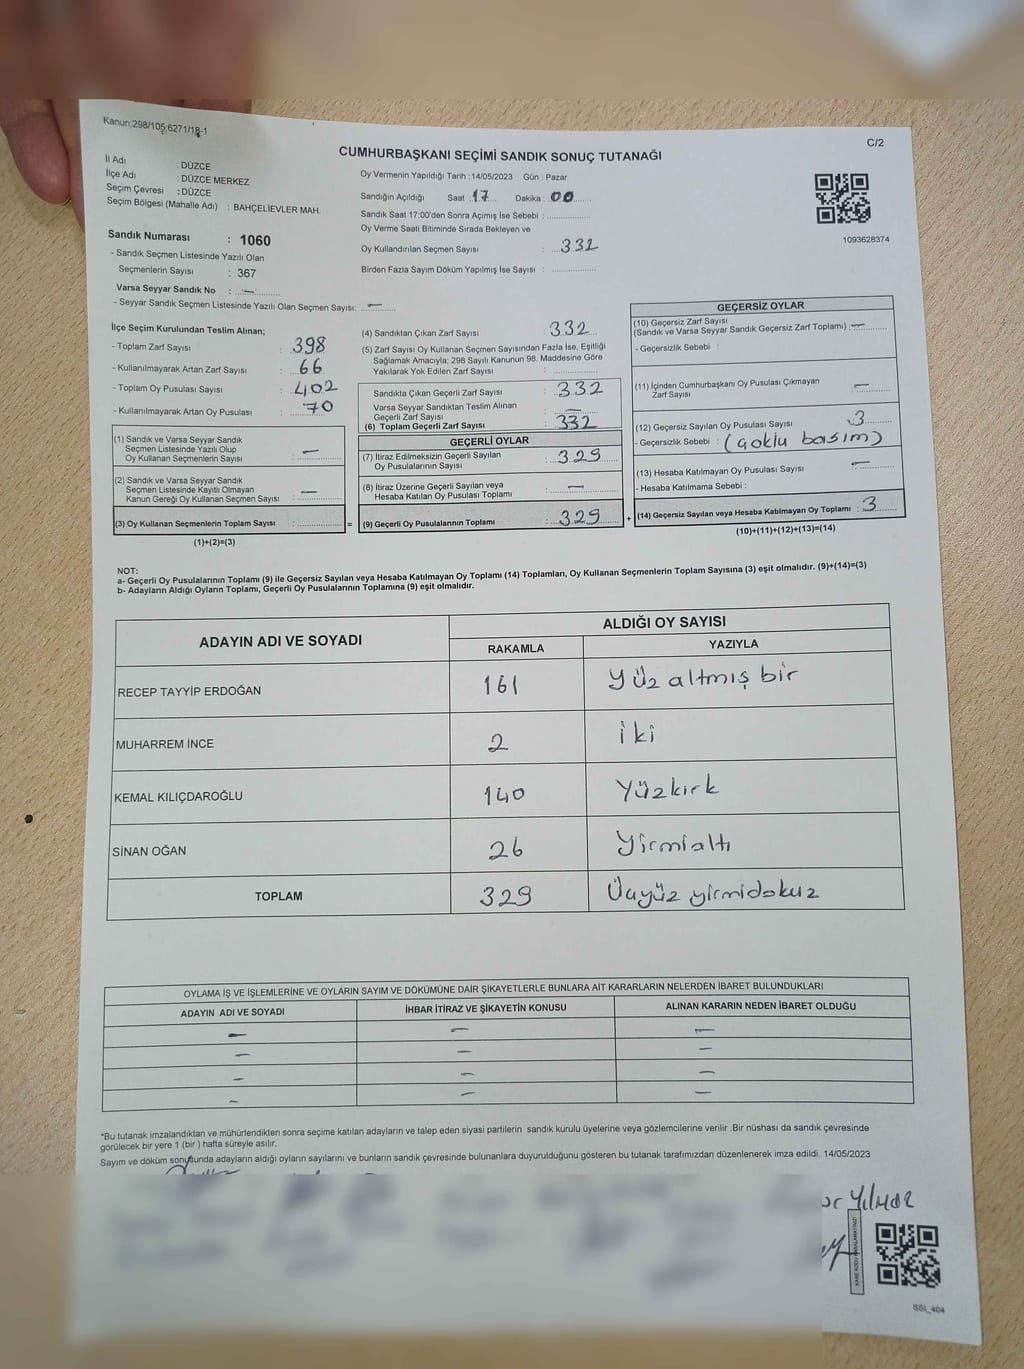 Kanun;298/105;6271/18-1
C/2
CUMHURBAŞKANI SEÇİMİ SANDIK SONUÇ TUTANAĞI
İl Adı : DÜZCE
İlçe Adı : DÜZCE MERKEZ
Seçim Çevresi : DÜZCE
Seçim Bölgesi (Mahalle Adı) : BAHÇELİEVLER MAH.
Sandık Numarası : 1060
- Sandık Seçmen Listesinde Yazılı Olan
Seçmenlerin Sayısı : 367
Varsa Seyyar Sandık No : —
- Seyyar Sandık Seçmen Listesinde Yazılı Olan Seçmen Sayısı: —
Oy Vermenin Yapıldığı Tarih :14/05/2023 Gün : Pazar
Sandığın Açıldığı Saat : 17 Dakika : 00
Sandık Saat 17:00'den Sonra Açımış İse Sebebi :
Oy Verme Saati Bitiminde Sırada Bekleyen ve
Oy Kullandırılan Seçmen Sayısı : 332
Birden Fazla Sayım Döküm Yapılmış İse Sayısı :
1093628374
İlçe Seçim Kurulundan Teslim Alınan;
- Toplam Zarf Sayısı : 398
- Kullanılmayarak Artan Zarf Sayısı : 66
- Toplam Oy Pusulası Sayısı : 402
- Kullanılmayarak Artan Oy Pusulası : 70
(1) Sandık ve Varsa Seyyar Sandık
Seçmen Listesinde Yazılı Olup
Oy Kullanan Seçmenlerin Sayısı : —
(2) Sandık ve Varsa Seyyar Sandık
Seçmen Listesinde Kayıtlı Olmayan
Kanun Gereği Oy Kullanan Seçmen Sayısı : —
(3) Oy Kullanan Seçmenlerin Toplam Sayısı : =
(1)+(2)=(3)
(4) Sandıktan Çıkan Zarf Sayısı : 332
(5) Zarf Sayısı Oy Kullanan Seçmen Sayısından Fazla İse, Eşitliği
Sağlamak Amacıyla; 298 Sayılı Kanunun 98. Maddesine Göre
Yakılarak Yok Edilen Zarf Sayısı :
Sandıkta Çıkan Geçerli Zarf Sayısı : 332
Varsa Seyyar Sandıktan Teslim Alınan
Geçerli Zarf Sayısı : —
(6) Toplam Geçerli Zarf Sayısı : 332
GEÇERLİ OYLAR
(7) İtiraz Edilmeksizin Geçerli Sayılan
Oy Pusulalarının Sayısı : 329
(8) İtiraz Üzerine Geçerli Sayılan veya
Hesaba Katılan Oy Pusulası Toplamı : —
(9) Geçerli Oy Pusulalarının Toplamı : 329 +
GEÇERSİZ OYLAR
(10) Geçersiz Zarf Sayısı
(Sandık ve Varsa Seyyar Sandık Geçersiz Zarf Toplamı) : —
- Geçersizlik Sebebi :
(11) İçinden Cumhurbaşkanı Oy Pusulası Çıkmayan
Zarf Sayısı : —
(12) Geçersiz Sayılan Oy Pusulası Sayısı : 3
- Geçersizlik Sebebi : (Çoklu basım)
(13) Hesaba Katılmayan Oy Pusulası Sayısı : —
- Hesaba Katılmama Sebebi :
(14) Geçersiz Sayılan veya Hesaba Katılmayan Oy Toplamı : 3
(10)+(11)+(12)+(13)=(14)
NOT:
a- Geçerli Oy Pusulalarının Toplamı (9) ile Geçersiz Sayılan veya Hesaba Katılmayan Oy Toplamı (14) Toplamları, Oy Kullanan Seçmenlerin Toplam Sayısına (3) eşit olmalıdır. (9)+(14)=(3)
b- Adayların Aldığı Oyların Toplamı, Geçerli Oy Pusulalarının Toplamına (9) eşit olmalıdır.
ADAYIN ADI VE SOYADI ALDIĞI OY SAYISI
RAKAMLA YAZIYLA
RECEP TAYYİP ERDOĞAN 161 Yüz altmış bir
MUHARREM İNCE 2 iki
KEMAL KILIÇDAROĞLU 140 Yüzkırk
SİNAN OĞAN 26 Yirmialtı
TOPLAM 329 Üçyüz yirmidokuz
OYLAMA İŞ VE İŞLEMLERİNE VE OYLARIN SAYIM VE DÖKÜMÜNE DAİR ŞİKAYETLERLE BUNLARA AİT KARARLARIN NELERDEN İBARET BULUNDUKLARI
ADAYIN ADI VE SOYADI İHBAR İTİRAZ VE ŞİKAYETİN KONUSU ALINAN KARARIN NEDEN İBARET OLDUĞU
— — —
— — —
— — —
— — —
*Bu tutanak imzalandıktan ve mühürlendikten sonra seçime katılan adayların ve talep eden siyasi partilerin sandık kurulu üyelerine veya gözlemcilerine verilir .Bir nüshası da sandık çevresinde
görülecek bir yere 1 (bir ) hafta süreyle asılır.
Sayım ve döküm sonucunda adayların aldığı oyların sayılarını ve bunların sandık çevresinde bulunanlara duyurulduğunu gösteren bu tutanak tarafımızdan düzenlenerek imza edildi. 14/05/2023
Yılmaz
SSI_404